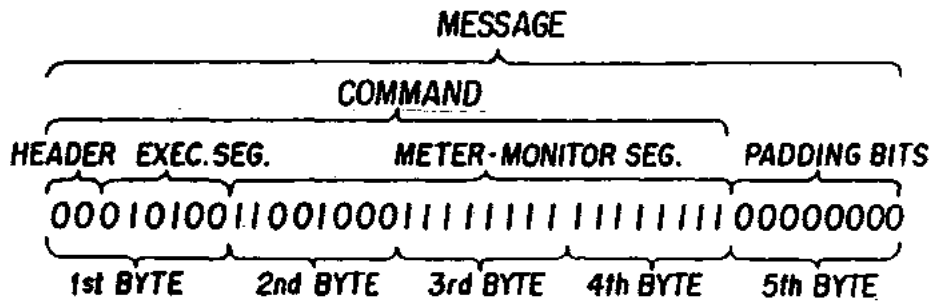 MESSAGE
COMMAND
HEADER EXEC. SEG. METER-MONITOR SEG. PADDING BITS
0001010011001000111111111111111100000000
1st BYTE 2nd BYTE 3rd BYTE 4th BYTE 5th BYTE